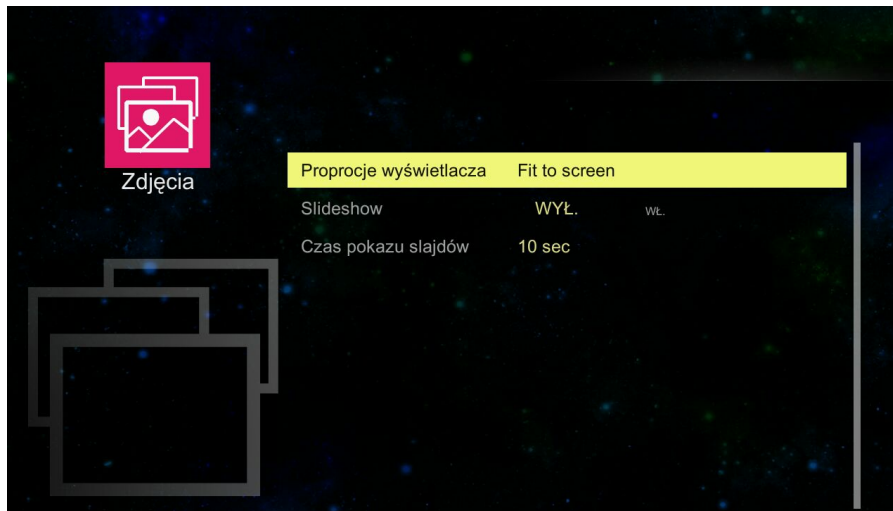 Zdjęcia
Proprocje wyświetlacza Fit to screen
Slideshow WYŁ. WŁ.
Czas pokazu slajdów 10 sec